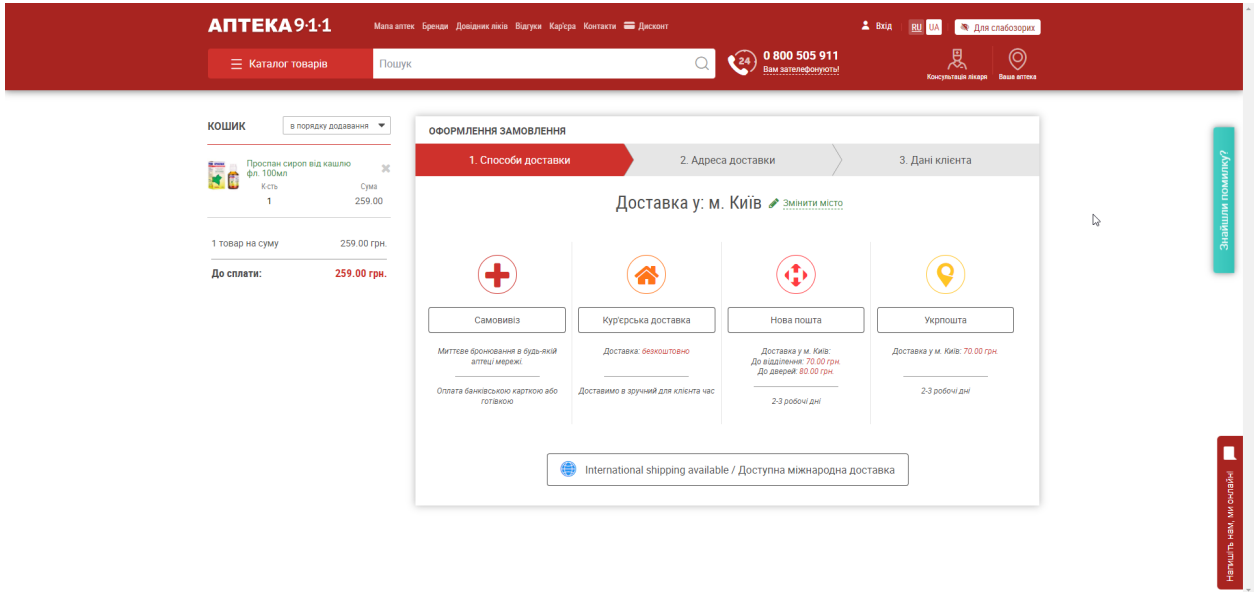 АПТЕКА 9·1·1
Мапа аптек Бренди Довідник ліків Відгуки Кар'єра Контакти Дисконт
Вхід RU UA Для слабозорих
Каталог товарів
Пошук
24
0 800 505 911
Вам зателефонують!
Консультація лікаря
Ваша аптека
КОШИК
в порядку додавання
Проспан сироп від кашлю
фл. 100мл
К-сть Сума
1 259.00
1 товар на суму 259.00 грн.
До сплати: 259.00 грн.
ОФОРМЛЕННЯ ЗАМОВЛЕННЯ
1. Способи доставки 2. Адреса доставки 3. Дані клієнта
Доставка у: м. Київ Змінити місто
Самовивіз
Миттєве бронювання в будь-якій
аптеці мережі.
Оплата банківською карткою або
готівкою
Кур'єрська доставка
Доставка: безкоштовно
Доставимо в зручний для клієнта час
Нова пошта
Доставка у м. Київ:
До відділення: 70.00 грн.
До дверей: 80.00 грн.
2-3 робочі дні
Укрпошта
Доставка у м. Київ: 70.00 грн.
2-3 робочі дні
International shipping available / Доступна міжнародна доставка
Знайшли помилку?
Напишіть нам, ми онлайн!